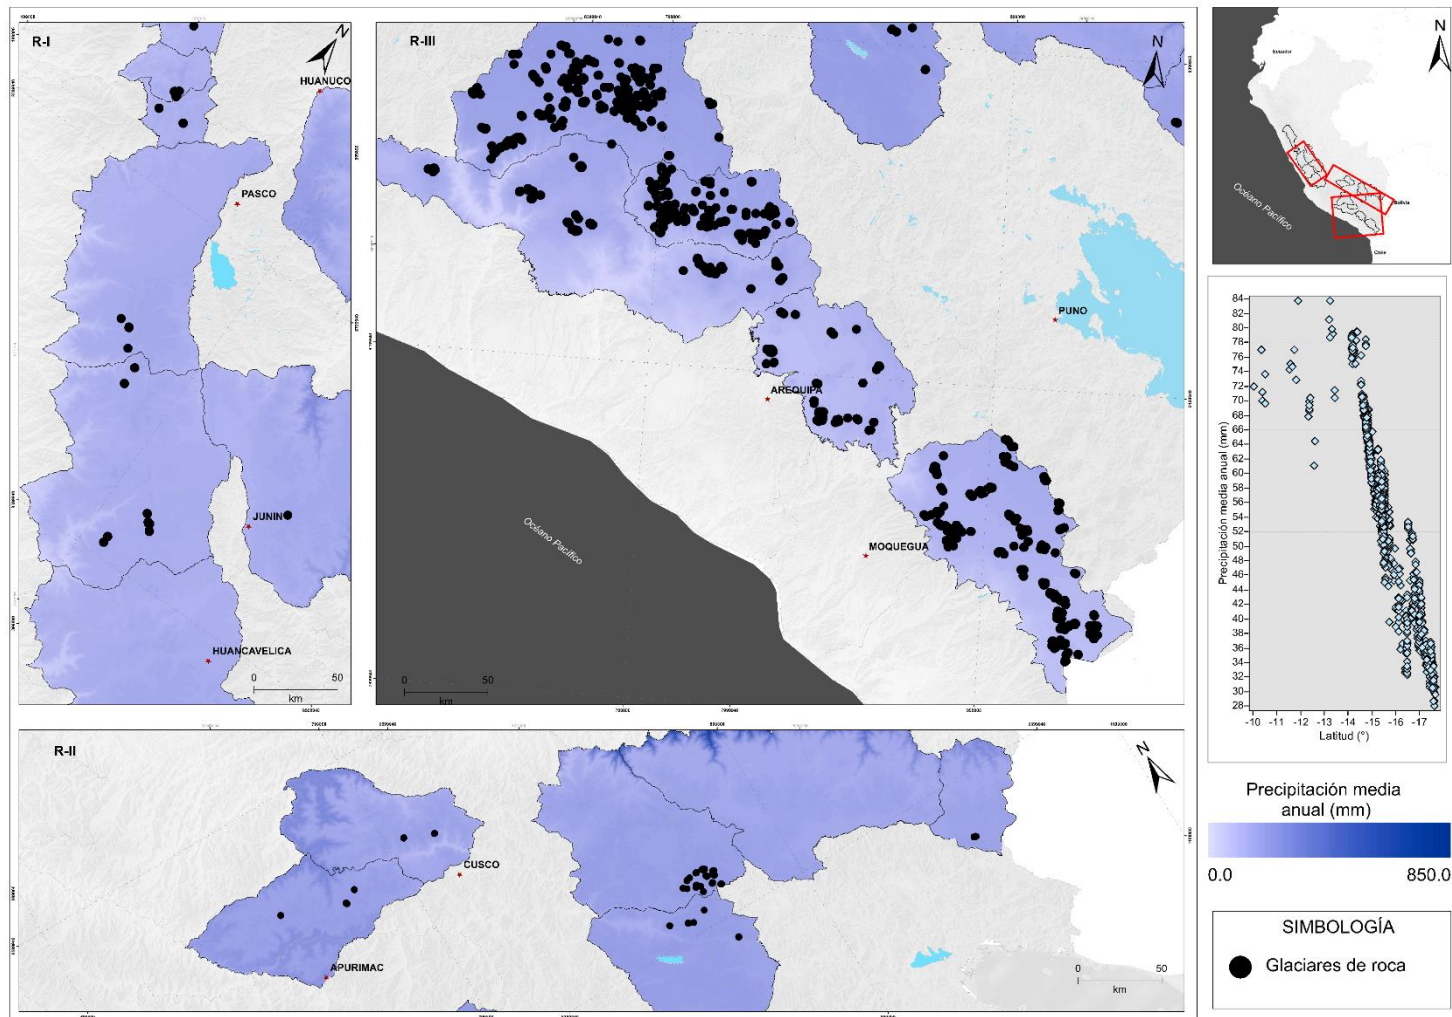 R-I
N
HUANUCO
PASCO
JUNIN
HUANCAVELICA
0 50
km
R-III
N
PUNO
AREQUIPA
MOQUEGUA
Océano Pacífico
0 50
km
R-II
N
CUSCO
APURIMAC
0 50
km
N
Ecuador
Océano Pacífico
Bolivia
Chile
Precipitación media anual (mm)
84
82
80
78
76
74
72
70
68
66
64
62
60
58
56
54
52
50
48
46
44
42
40
38
36
34
32
30
28
-10 -11 -12 -13 -14 -15 -16 -17
Latitud (°)
Precipitación media
anual (mm)
0.0 850.0
SIMBOLOGÍA
Glaciares de roca